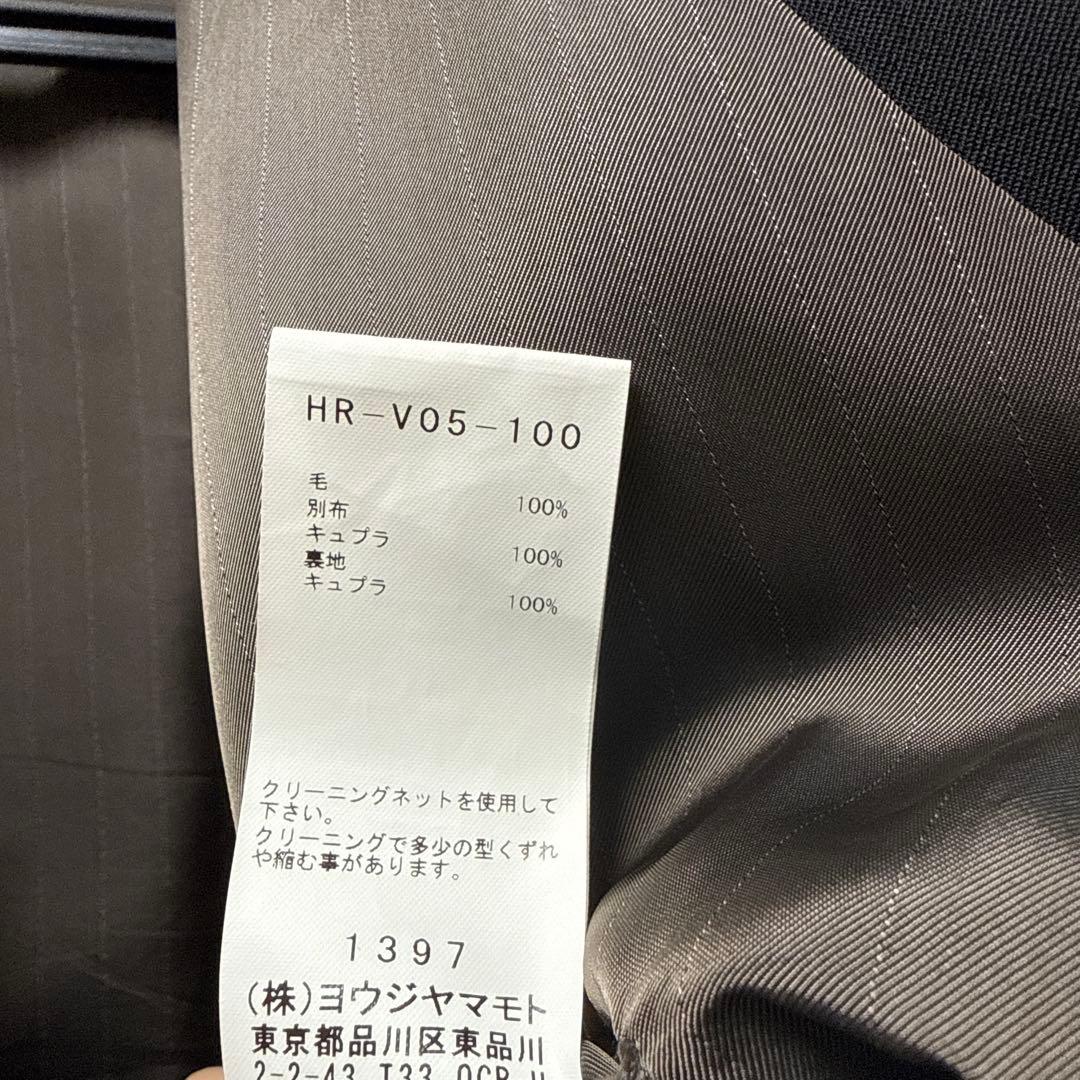 HR-V05-100
毛 100%
別布
キュプラ 100%
裏地
キュプラ 100%
クリーニングネットを使用して
下さい。
クリーニングで多少の型くずれ
や縮む事があります。
1397
(株)ヨウジヤマモト
東京都品川区東品川
2-2-43 T33